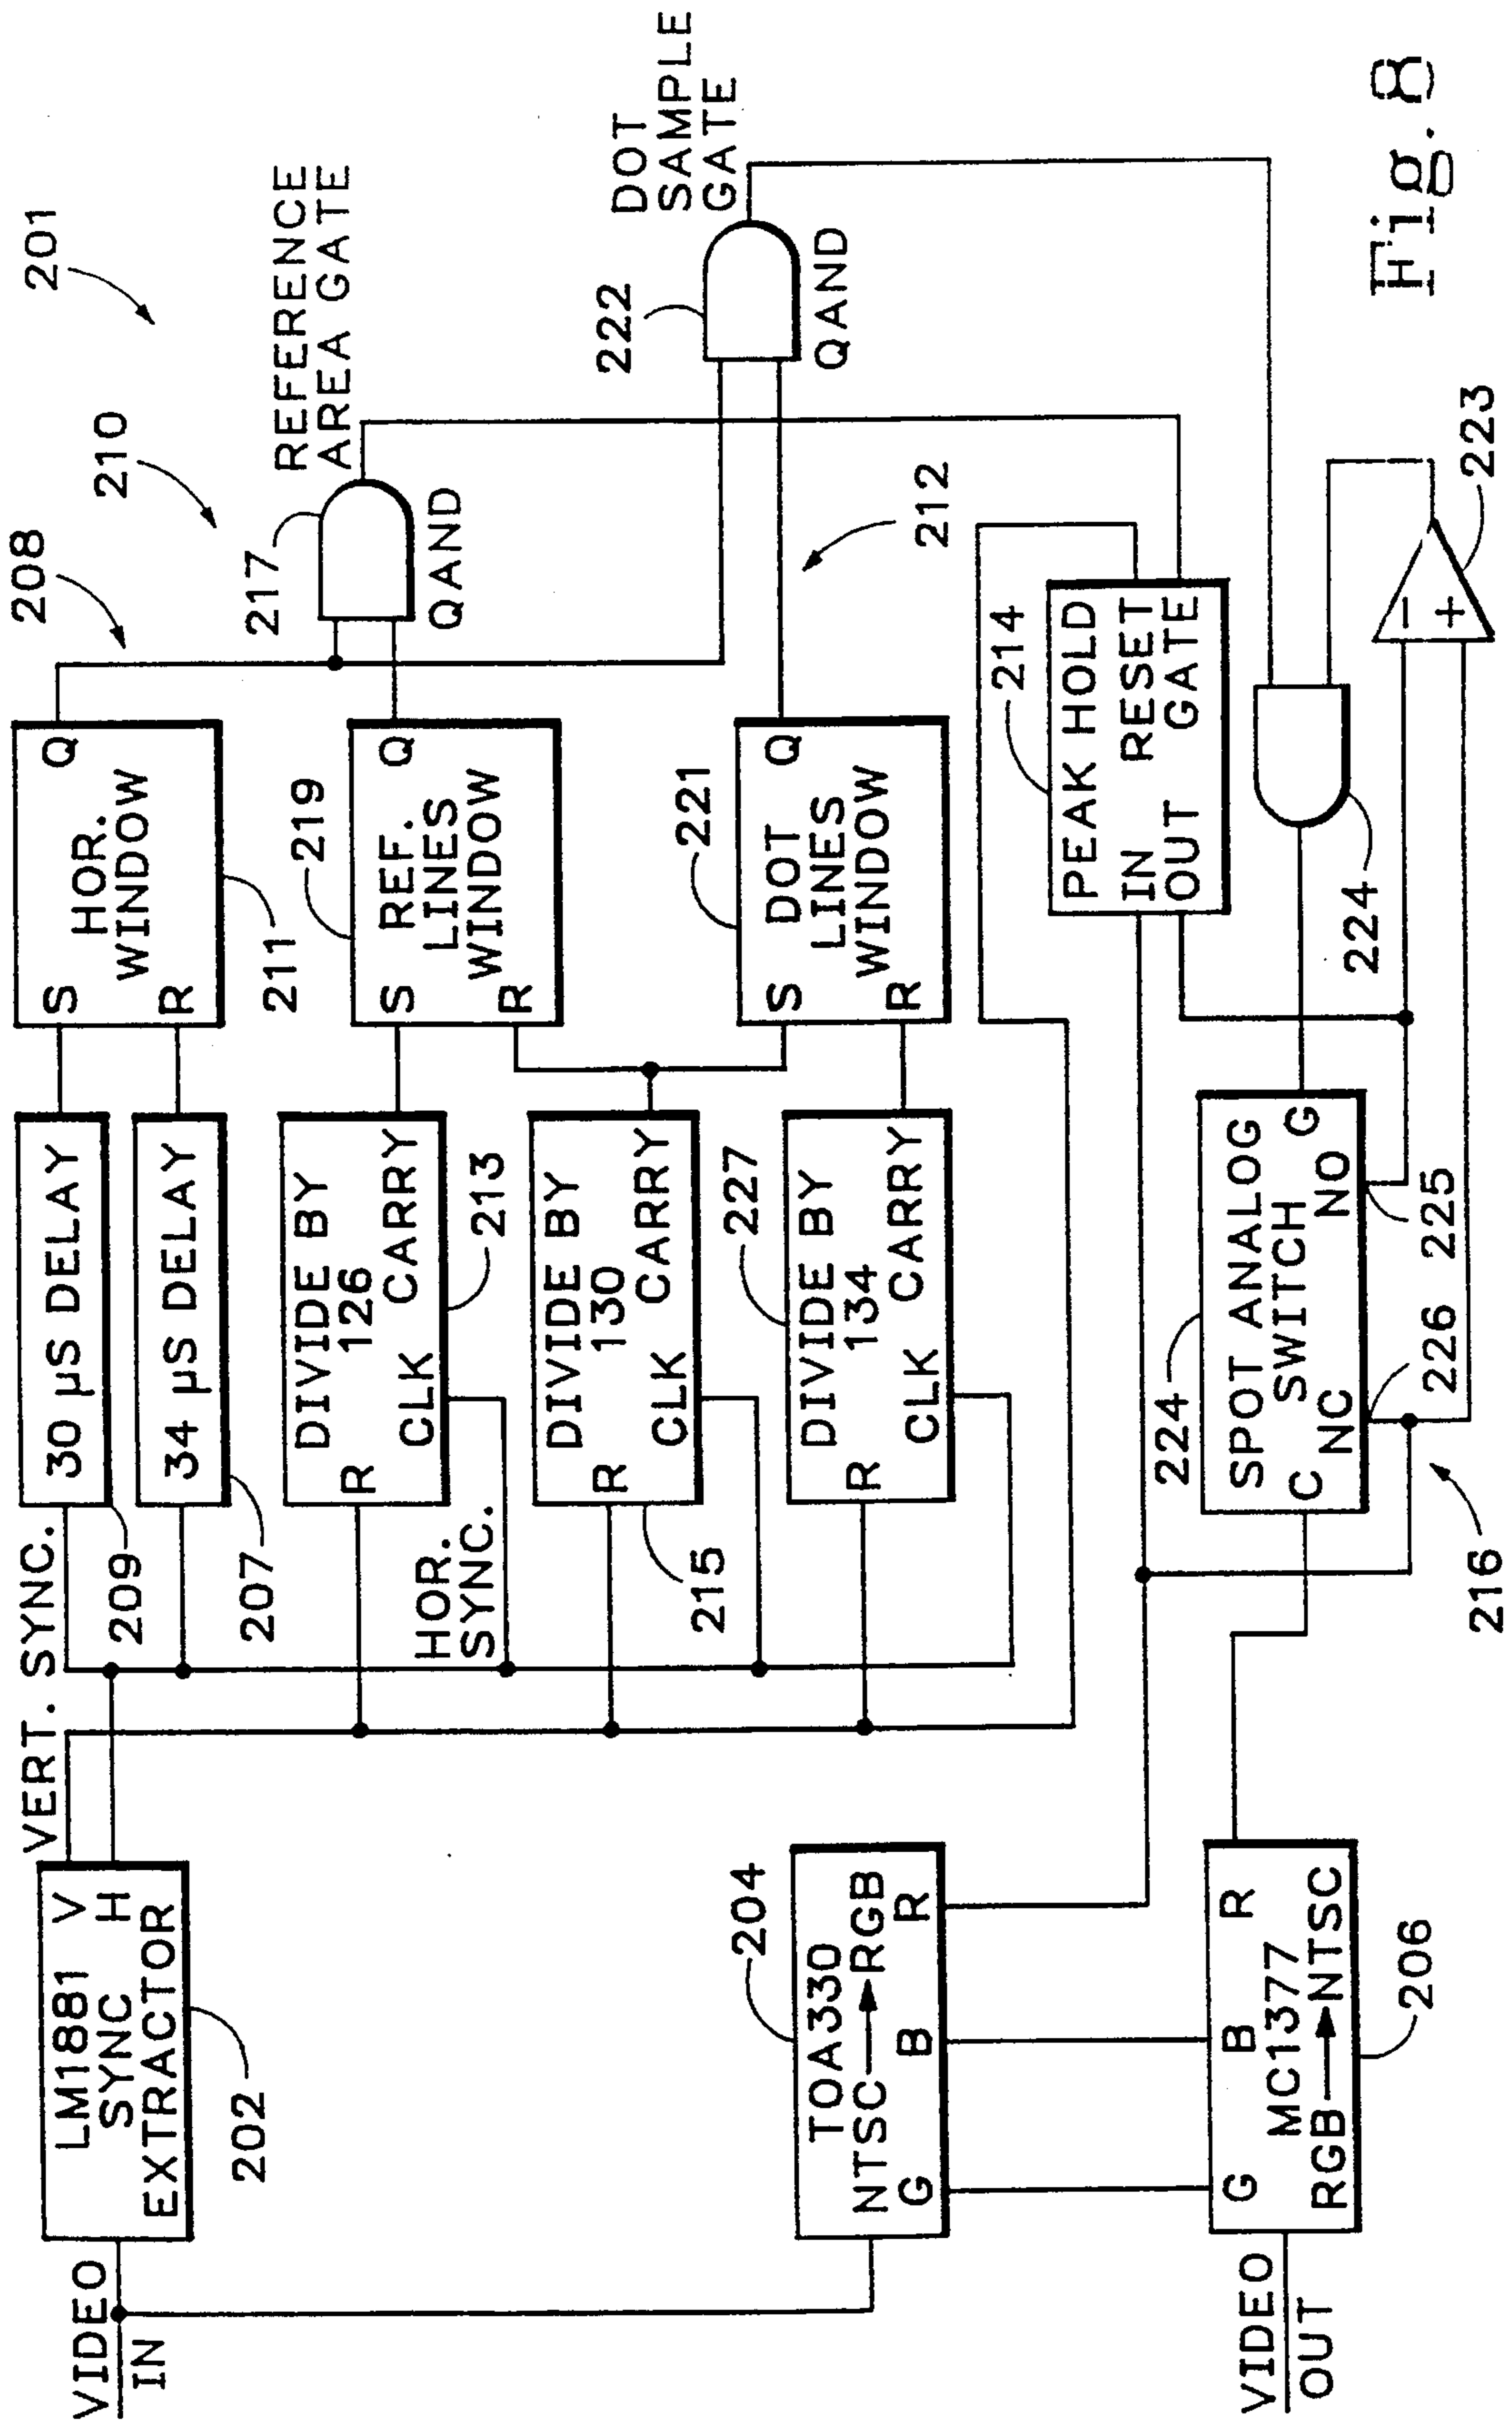 201
208
210
REFERENCE
AREA GATE
217
QAND
DOT
SAMPLE
GATE
222
QAND
212
VIDEO
IN
LM1881
SYNC
EXTRACTOR
V
H
202
VERT. SYNC.
HOR.
SYNC.
30 µS DELAY
209
34 µS DELAY
207
S
R
Q
HOR.
WINDOW
211
DIVIDE BY
126
R
CLK
CARRY
213
S
R
Q
REF.
LINES
WINDOW
219
DIVIDE BY
130
R
CLK
CARRY
215
DIVIDE BY
134
R
CLK
CARRY
227
S
R
Q
DOT
LINES
WINDOW
221
204
TOA330
NTSC→RGB
G
B
R
PEAK HOLD
IN
RESET
OUT
GATE
214
224
223
−
+
224
SPOT ANALOG
SWITCH
C
NC
NO
G
226
225
216
G
B
R
MC1377
RGB→NTSC
206
VIDEO
OUT
Fig. 8